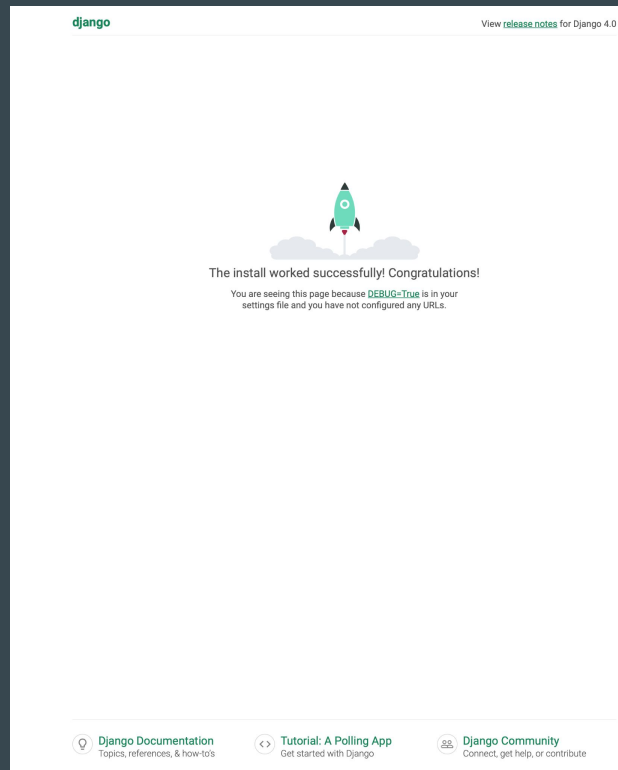 django
View release notes for Django 4.0
The install worked successfully! Congratulations!
You are seeing this page because DEBUG=True is in your
settings file and you have not configured any URLs.
Django Documentation
Topics, references, & how-to's
Tutorial: A Polling App
Get started with Django
Django Community
Connect, get help, or contribute